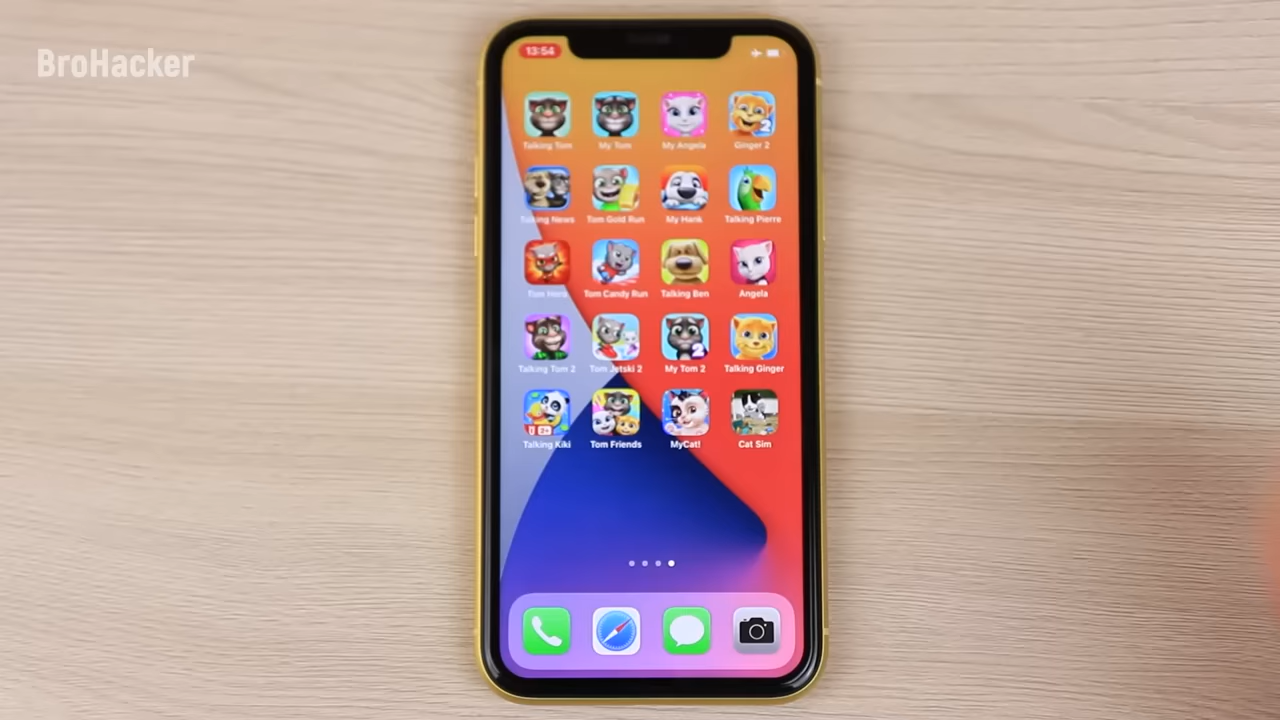 BroHacker
13:54
Talking Tom
My Tom
My Angela
Ginger 2
Talking News
Tom Gold Run
My Hank
Talking Pierre
Tom Hero
Tom Candy Run
Talking Ben
Angela
Talking Tom 2
Tom Jetski 2
My Tom 2
Talking Ginger
Talking Kiki
Tom Friends
MyCat!
Cat Sim